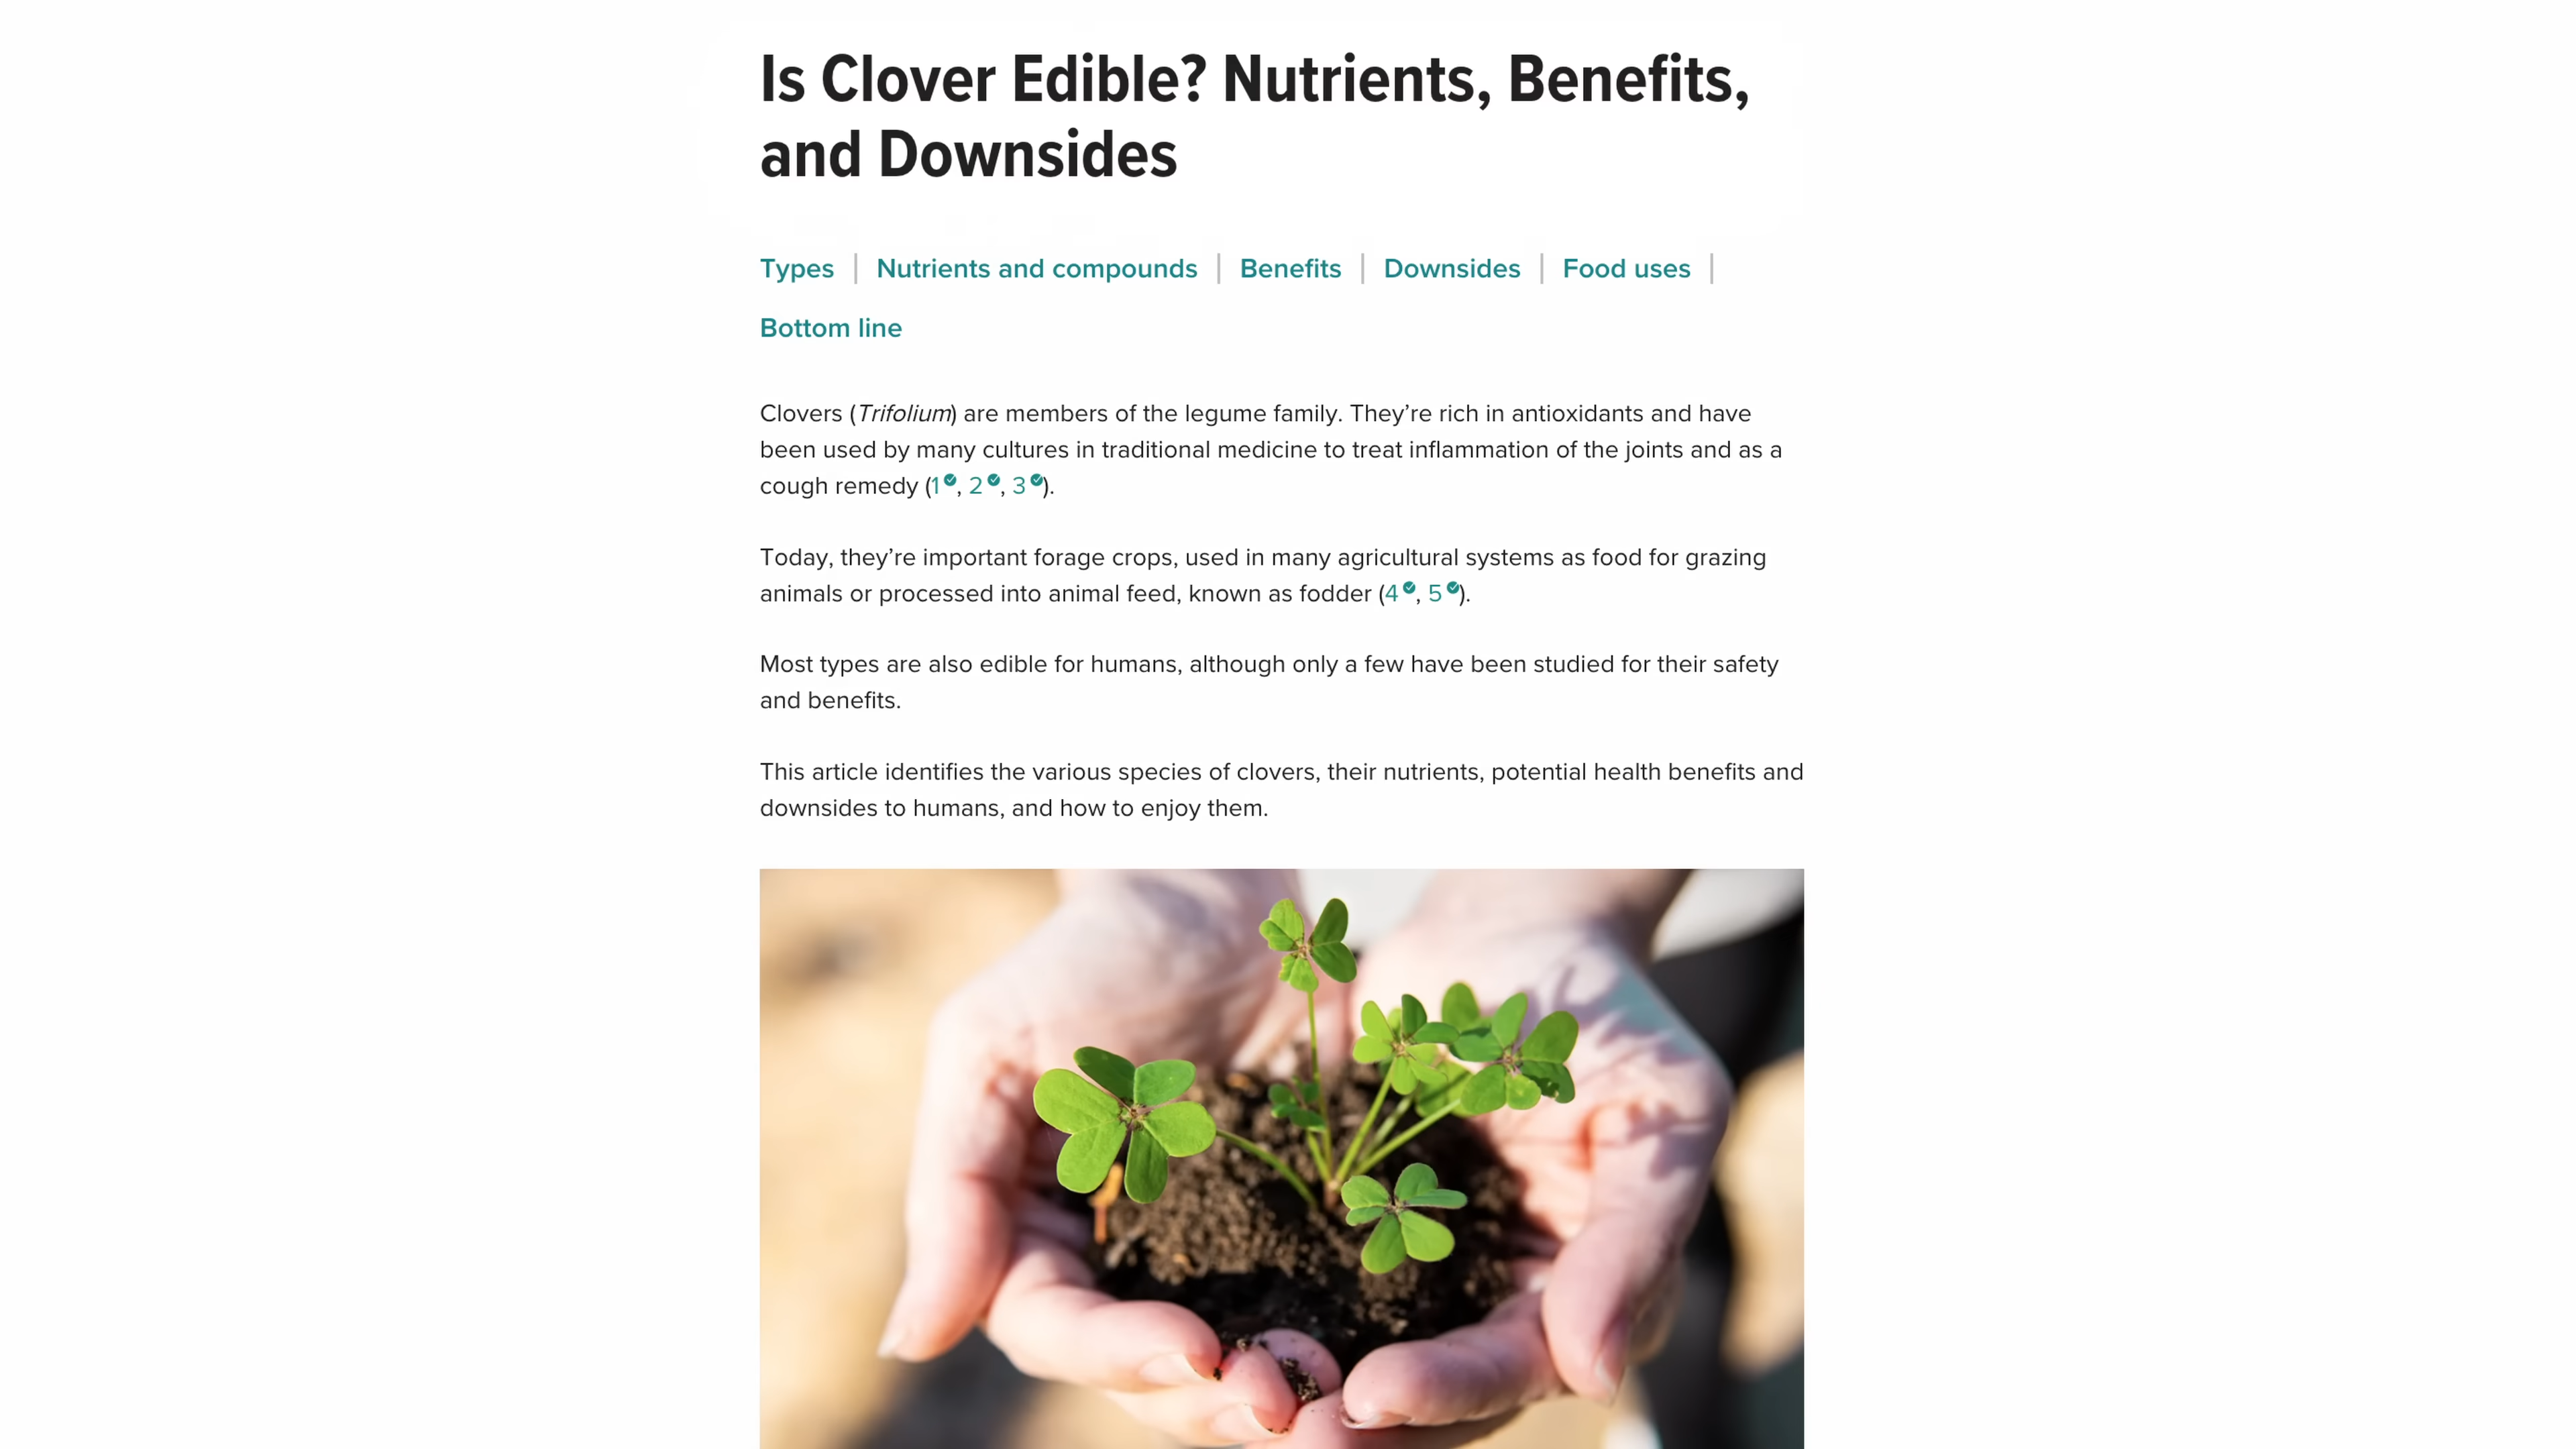 Is Clover Edible? Nutrients, Benefits,
and Downsides
Types | Nutrients and compounds | Benefits | Downsides | Food uses |
Bottom line
Clovers (Trifolium) are members of the legume family. They’re rich in antioxidants and have
been used by many cultures in traditional medicine to treat inflammation of the joints and as a
cough remedy (1, 2, 3).
Today, they’re important forage crops, used in many agricultural systems as food for grazing
animals or processed into animal feed, known as fodder (4, 5).
Most types are also edible for humans, although only a few have been studied for their safety
and benefits.
This article identifies the various species of clovers, their nutrients, potential health benefits and
downsides to humans, and how to enjoy them.